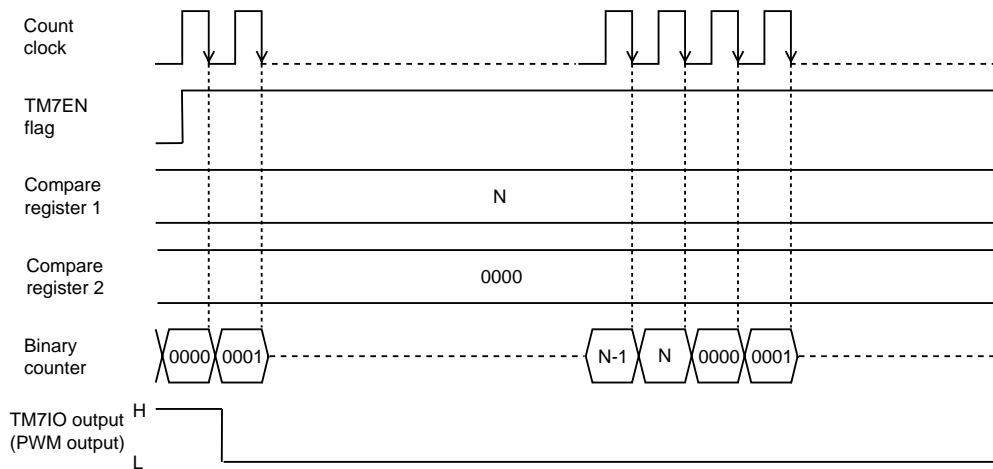 Count
clock
TM7EN
flag
Compare
register 1
N
Compare
register 2
0000
Binary
counter
0000 0001 N-1 N 0000 0001
TM7IO output
(PWM output)
H
L